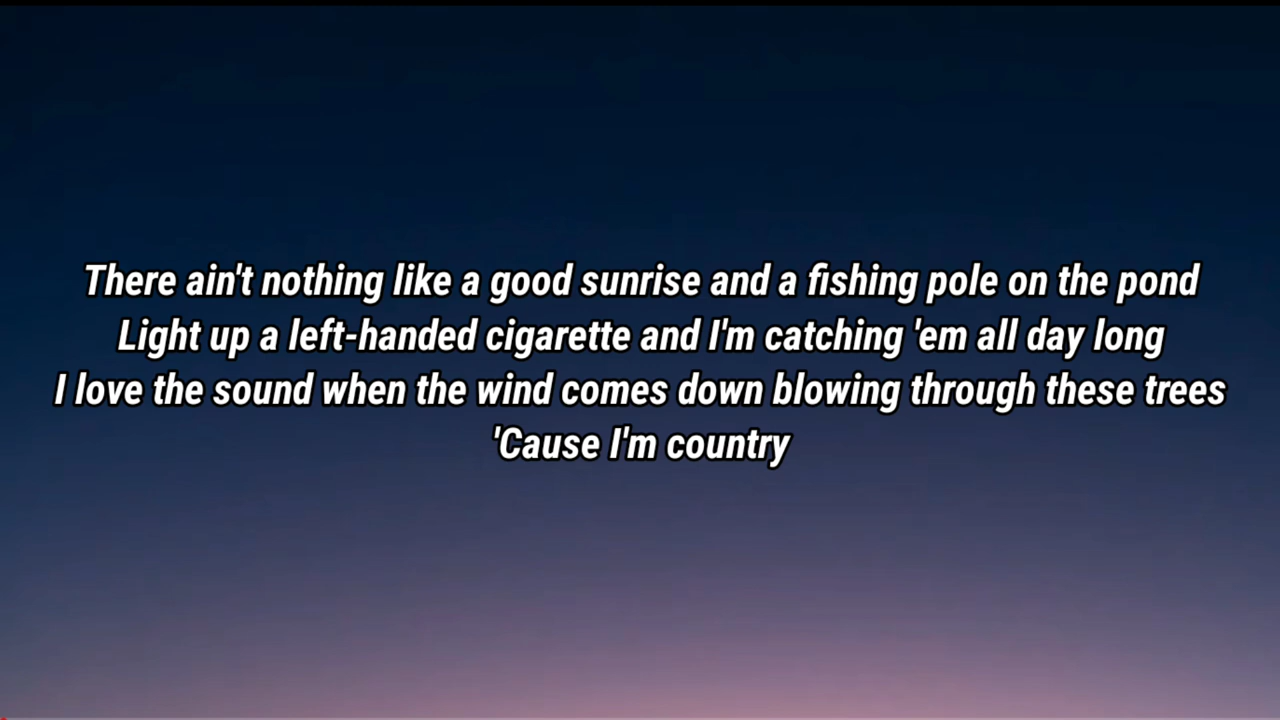 There ain't nothing like a good sunrise and a fishing pole on the pond
Light up a left-handed cigarette and I'm catching 'em all day long
I love the sound when the wind comes down blowing through these trees
'Cause I'm country